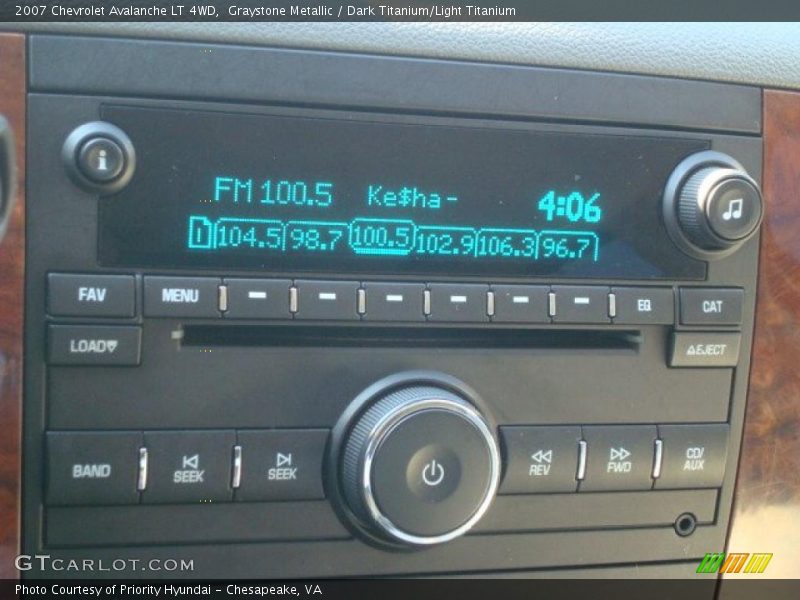 2007 Chevrolet Avalanche LT 4WD,  Graystone Metallic / Dark Titanium/Light Titanium
i
FM 100.5 Ke$ha- 4:06
1 104.5 98.7 100.5 102.9 106.3 96.7
FAV MENU EQ CAT
LOAD EJECT
BAND SEEK SEEK REV FWD CD/AUX
GTCARLOT.COM
Photo Courtesy of Priority Hyundai - Chesapeake, VA